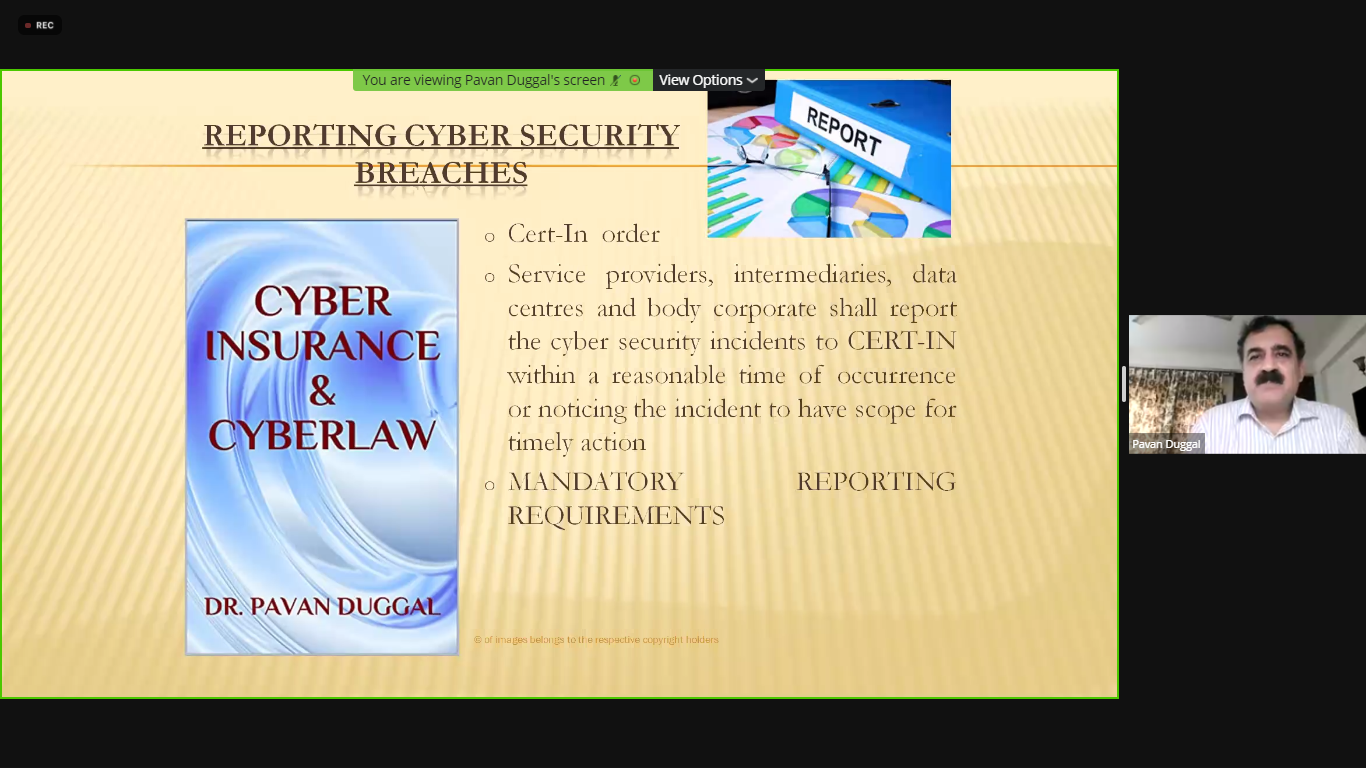 REC
You are viewing Pavan Duggal's screen
View Options
REPORTING CYBER SECURITY
BREACHES
REPORT
CYBER
INSURANCE
&
CYBERLAW
DR. PAVAN DUGGAL
Cert-In order
Service providers, intermediaries, data
centres and body corporate shall report
the cyber security incidents to CERT-IN
within a reasonable time of occurrence
or noticing the incident to have scope for
timely action
MANDATORY REPORTING
REQUIREMENTS
© of images belongs to the respective copyright holders
Pavan Duggal